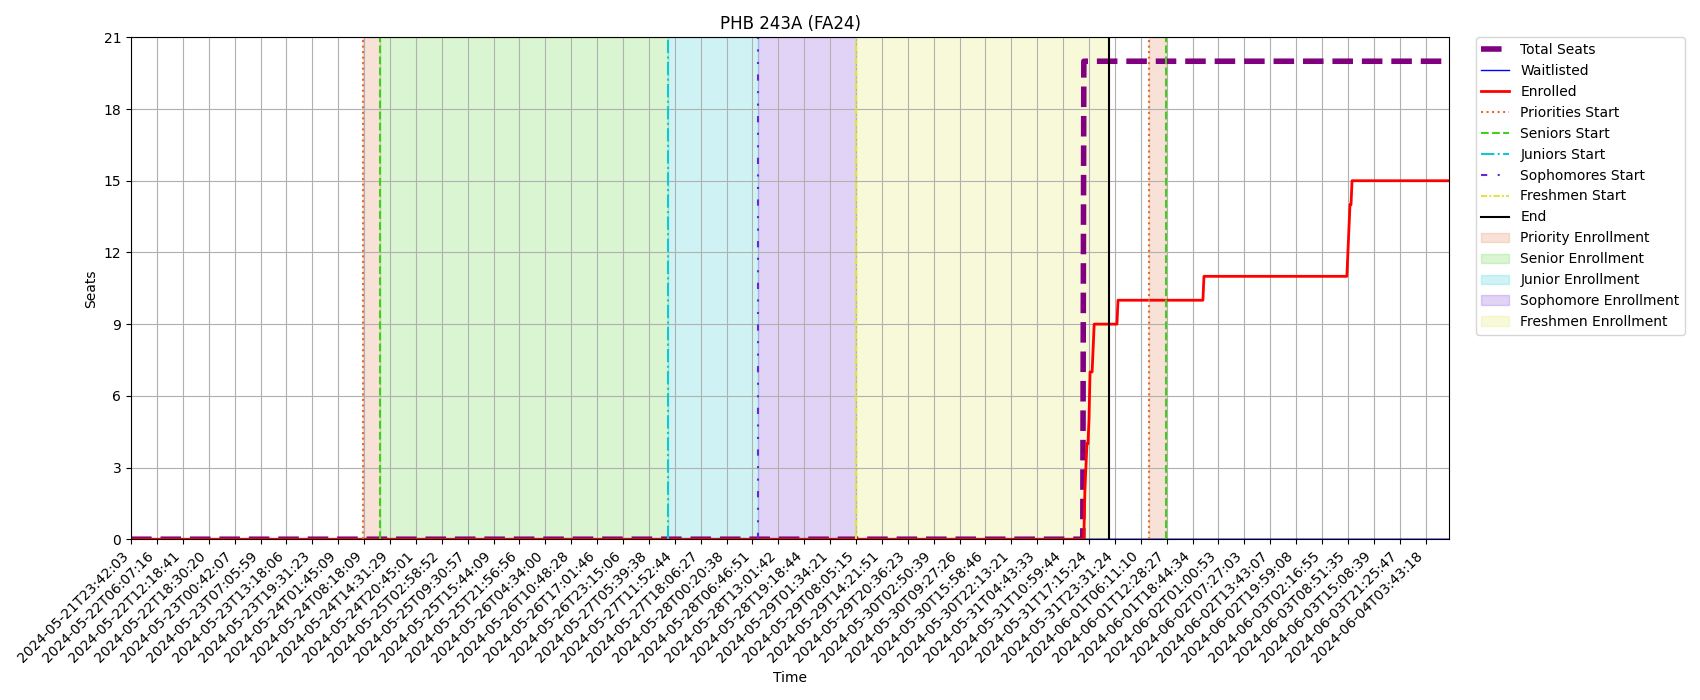 PHB 243A (FA24)
21
18
15
12
9
6
3
0
Seats
2024-05-21T23:42:03
2024-05-22T06:07:16
2024-05-22T12:18:41
2024-05-22T18:30:20
2024-05-23T00:42:07
2024-05-23T07:05:59
2024-05-23T13:18:06
2024-05-23T19:31:23
2024-05-24T01:45:09
2024-05-24T08:18:09
2024-05-24T14:31:29
2024-05-24T20:45:01
2024-05-25T02:58:52
2024-05-25T09:30:57
2024-05-25T15:44:09
2024-05-25T21:56:56
2024-05-26T04:34:00
2024-05-26T10:48:28
2024-05-26T17:01:46
2024-05-26T23:15:06
2024-05-27T05:39:38
2024-05-27T11:52:44
2024-05-27T18:06:27
2024-05-28T00:20:38
2024-05-28T06:46:51
2024-05-28T13:01:42
2024-05-28T19:18:44
2024-05-29T01:34:21
2024-05-29T08:05:15
2024-05-29T14:21:51
2024-05-29T20:36:23
2024-05-30T02:50:39
2024-05-30T09:27:26
2024-05-30T15:58:46
2024-05-30T22:13:21
2024-05-31T04:43:33
2024-05-31T10:59:44
2024-05-31T17:15:24
2024-05-31T23:31:24
2024-06-01T06:11:10
2024-06-01T12:28:27
2024-06-01T18:44:34
2024-06-02T01:00:53
2024-06-02T07:27:03
2024-06-02T13:43:07
2024-06-02T19:59:08
2024-06-03T02:16:55
2024-06-03T08:51:35
2024-06-03T15:08:39
2024-06-03T21:25:47
2024-06-04T03:43:18
Time
Total Seats
Waitlisted
Enrolled
Priorities Start
Seniors Start
Juniors Start
Sophomores Start
Freshmen Start
End
Priority Enrollment
Senior Enrollment
Junior Enrollment
Sophomore Enrollment
Freshmen Enrollment